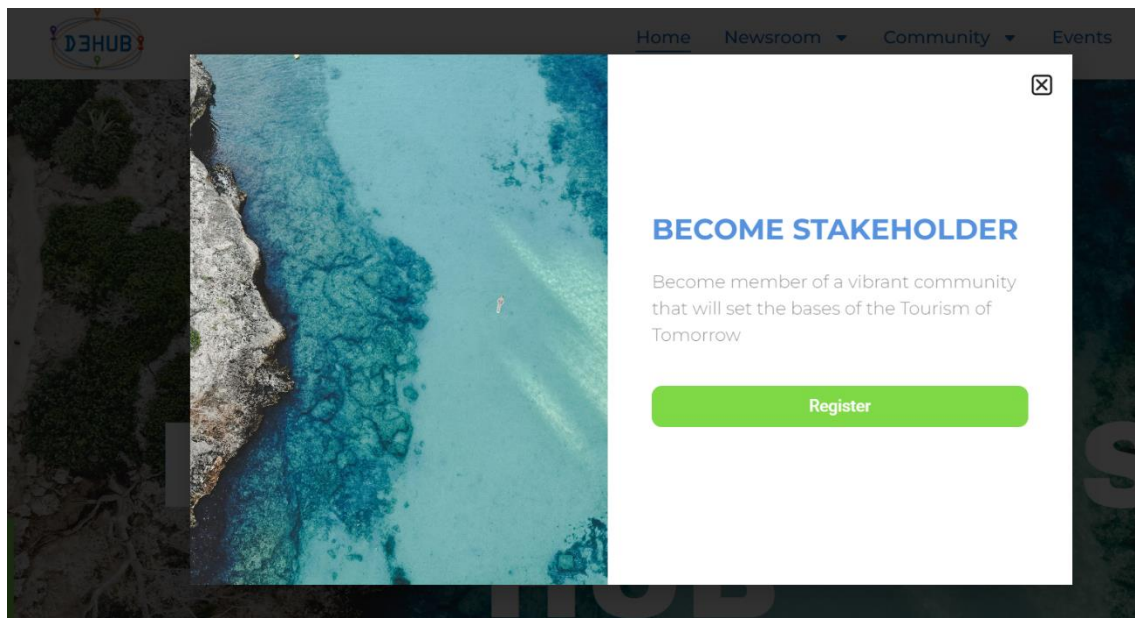 D3HUB
Home Newsroom Community Events
BECOME STAKEHOLDER
Become member of a vibrant community
that will set the bases of the Tourism of
Tomorrow
Register
S
HUB